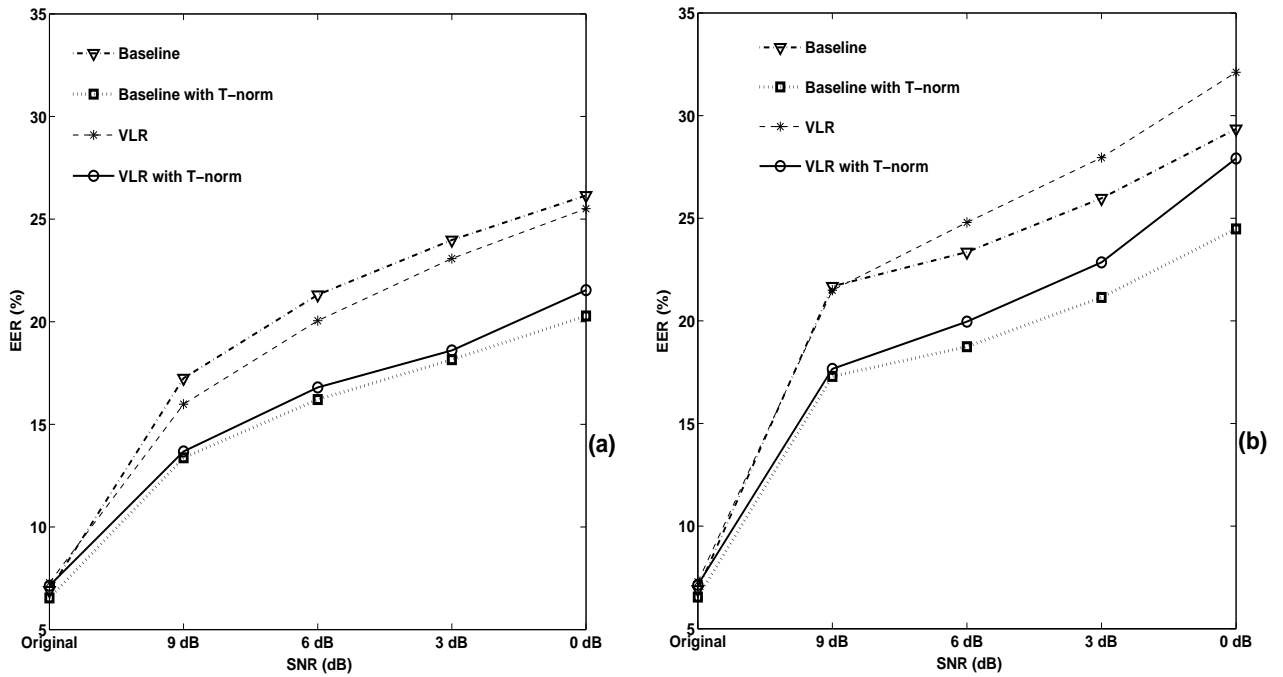 35
30
25
20
15
10
5
EER (%)
Baseline
Baseline with T-norm
VLR
VLR with T-norm
Original 9 dB 6 dB 3 dB 0 dB
SNR (dB)
(a)
35
30
25
20
15
10
5
EER (%)
Baseline
Baseline with T-norm
VLR
VLR with T-norm
Original 9 dB 6 dB 3 dB 0 dB
SNR (dB)
(b)